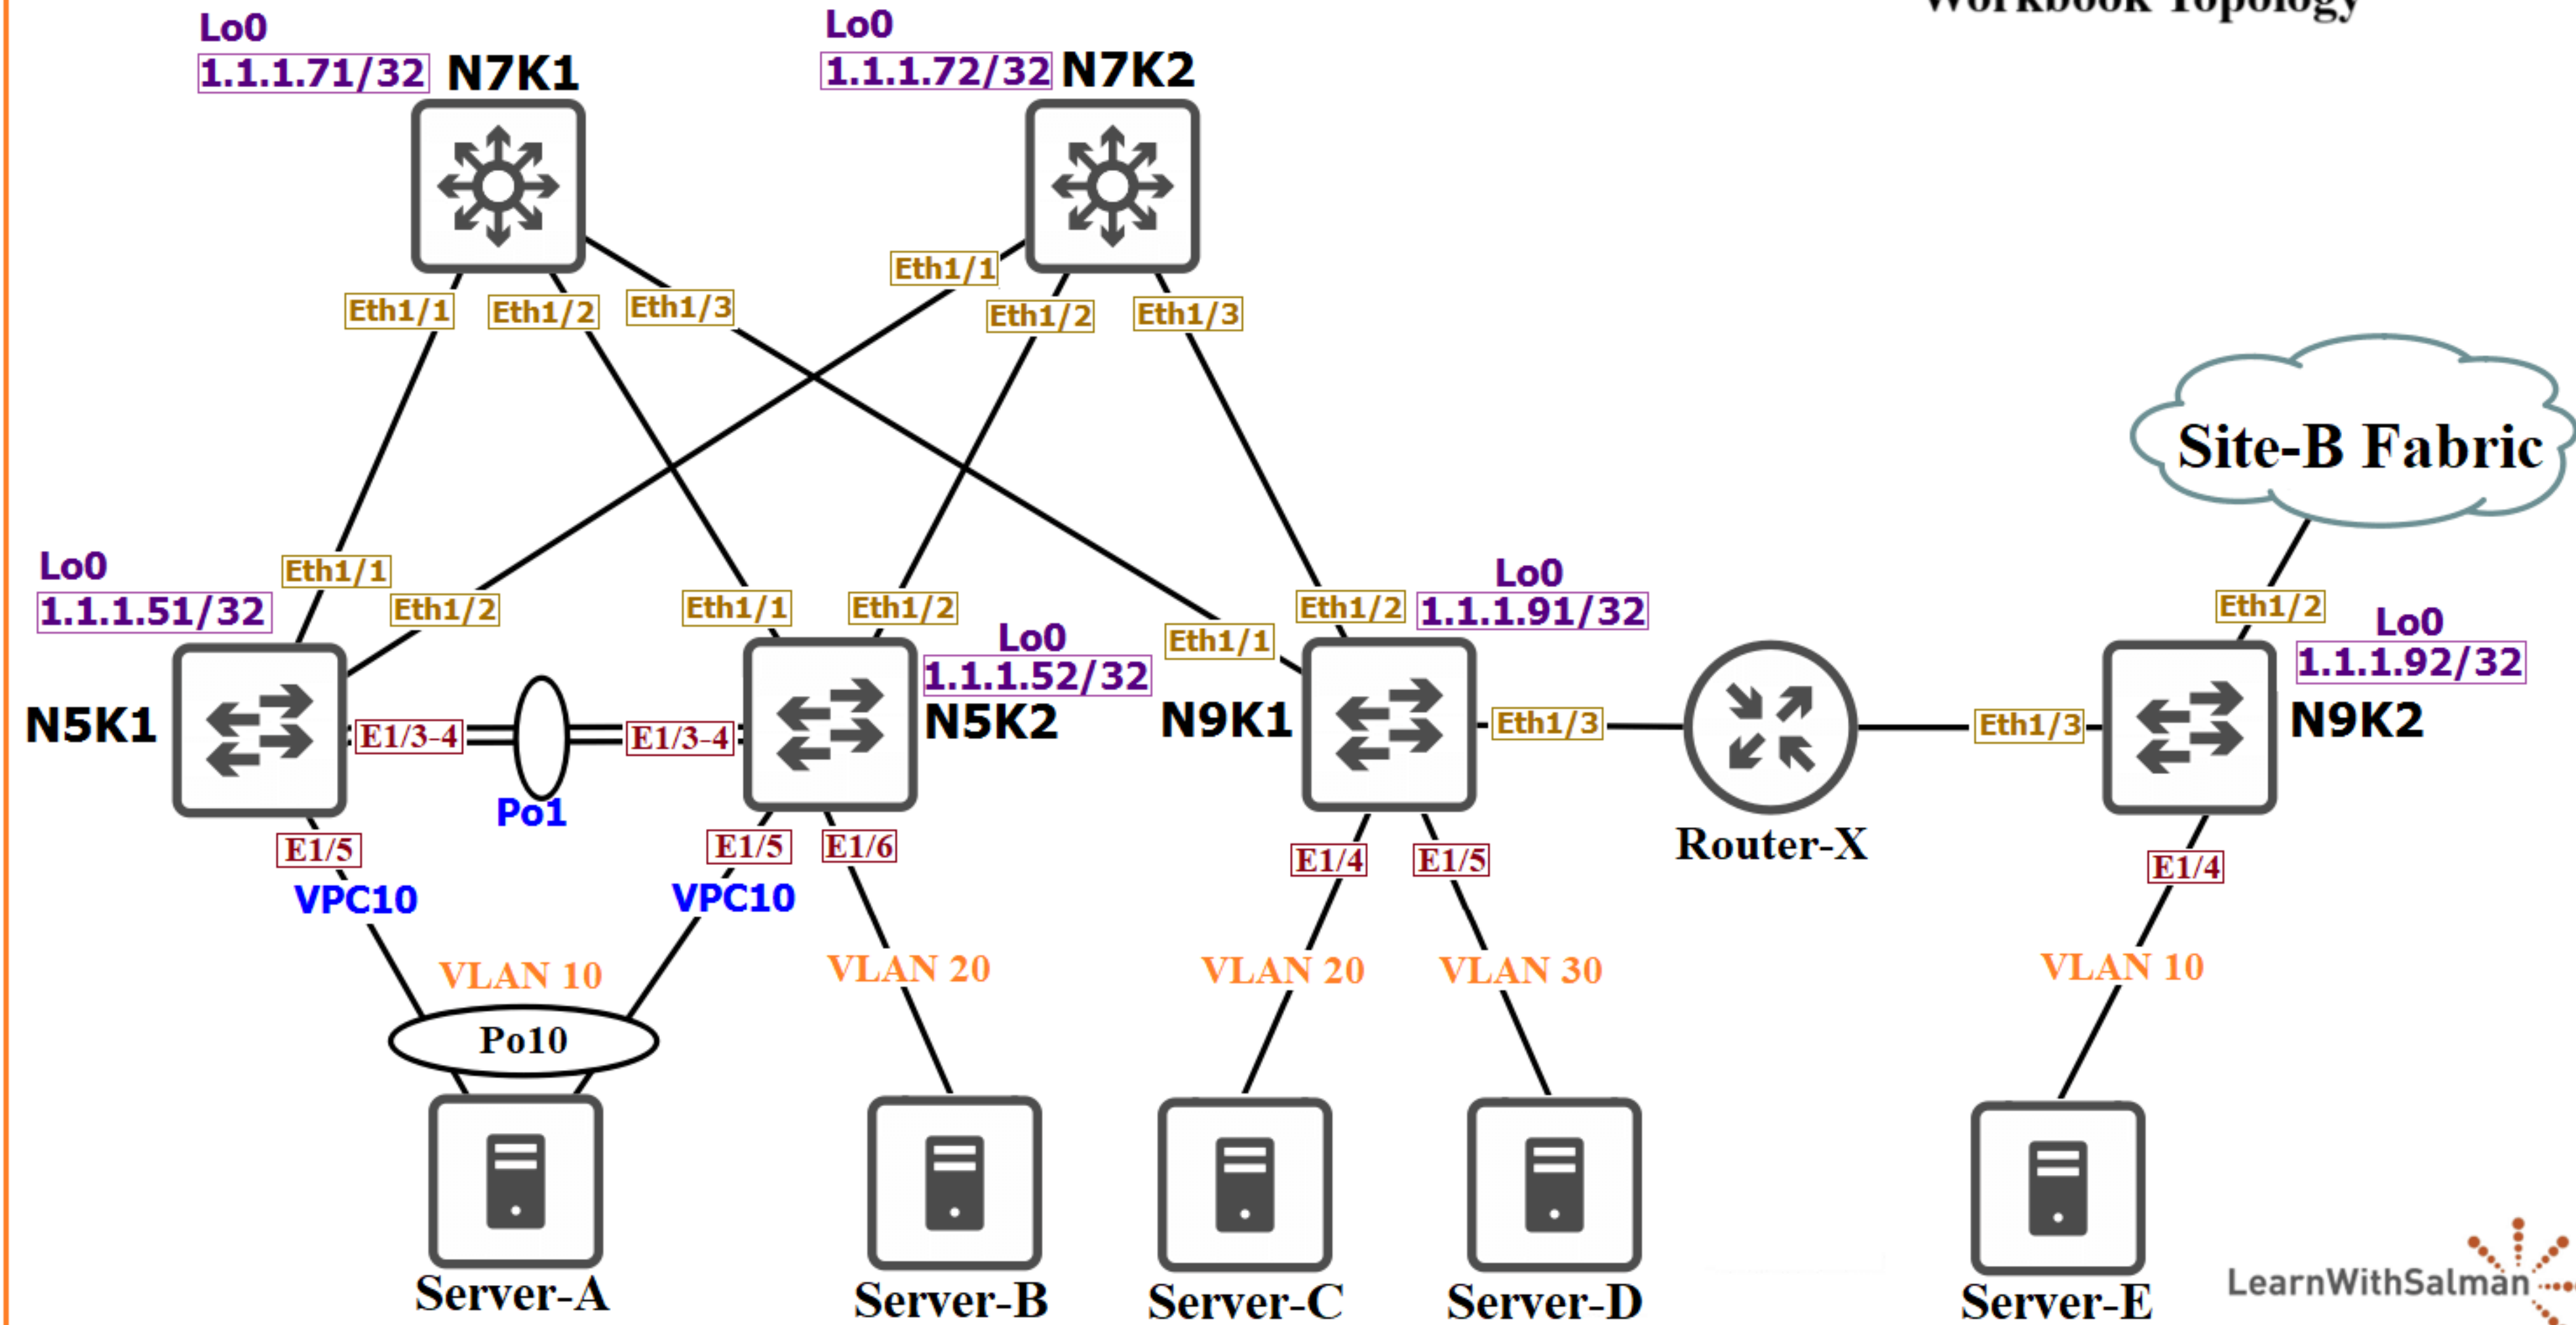 Workbook Topology
Lo0
1.1.1.71/32
N7K1
Lo0
1.1.1.72/32
N7K2
Eth1/1
Eth1/2
Eth1/3
Eth1/1
Eth1/2
Eth1/3
Site-B Fabric
Lo0
1.1.1.51/32
Eth1/1
Eth1/2
Eth1/1
Eth1/2
Lo0
1.1.1.52/32
Eth1/1
Eth1/2
Lo0
1.1.1.91/32
Eth1/2
Lo0
1.1.1.92/32
N5K1
E1/3-4
E1/3-4
Po1
N5K2
N9K1
Eth1/3
Router-X
Eth1/3
N9K2
E1/5
VPC10
E1/5
VPC10
E1/6
E1/4
E1/5
E1/4
VLAN 10
VLAN 20
VLAN 20
VLAN 30
VLAN 10
Po10
Server-A
Server-B
Server-C
Server-D
Server-E
LearnWithSalman